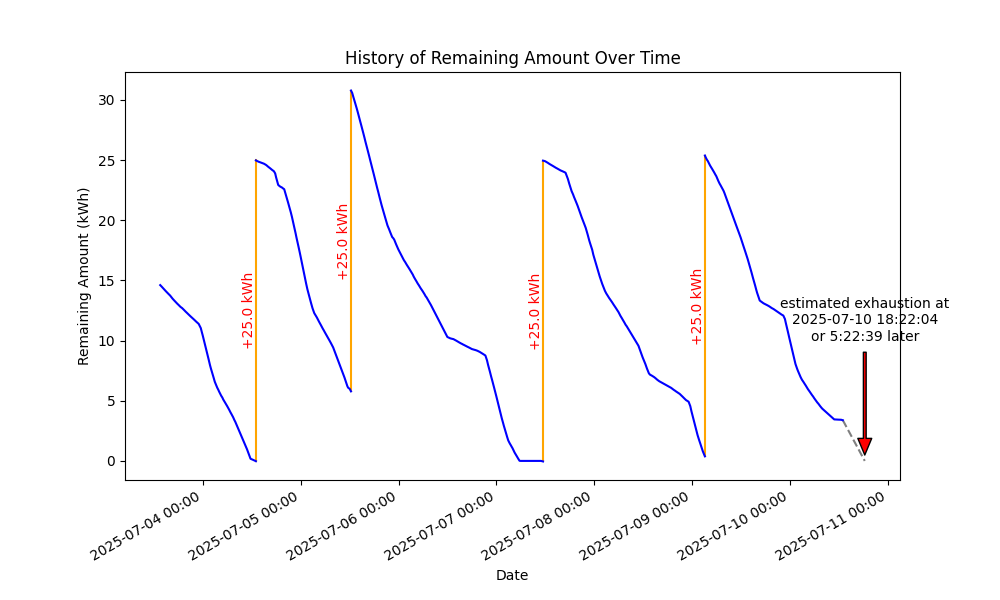 History of Remaining Amount Over Time
Remaining Amount (kWh)
30
25
20
15
10
5
0
+25.0 kWh
+25.0 kWh
+25.0 kWh
+25.0 kWh
estimated exhaustion at
2025-07-10 18:22:04
or 5:22:39 later
2025-07-04 00:00
2025-07-05 00:00
2025-07-06 00:00
2025-07-07 00:00
2025-07-08 00:00
2025-07-09 00:00
2025-07-10 00:00
2025-07-11 00:00
Date